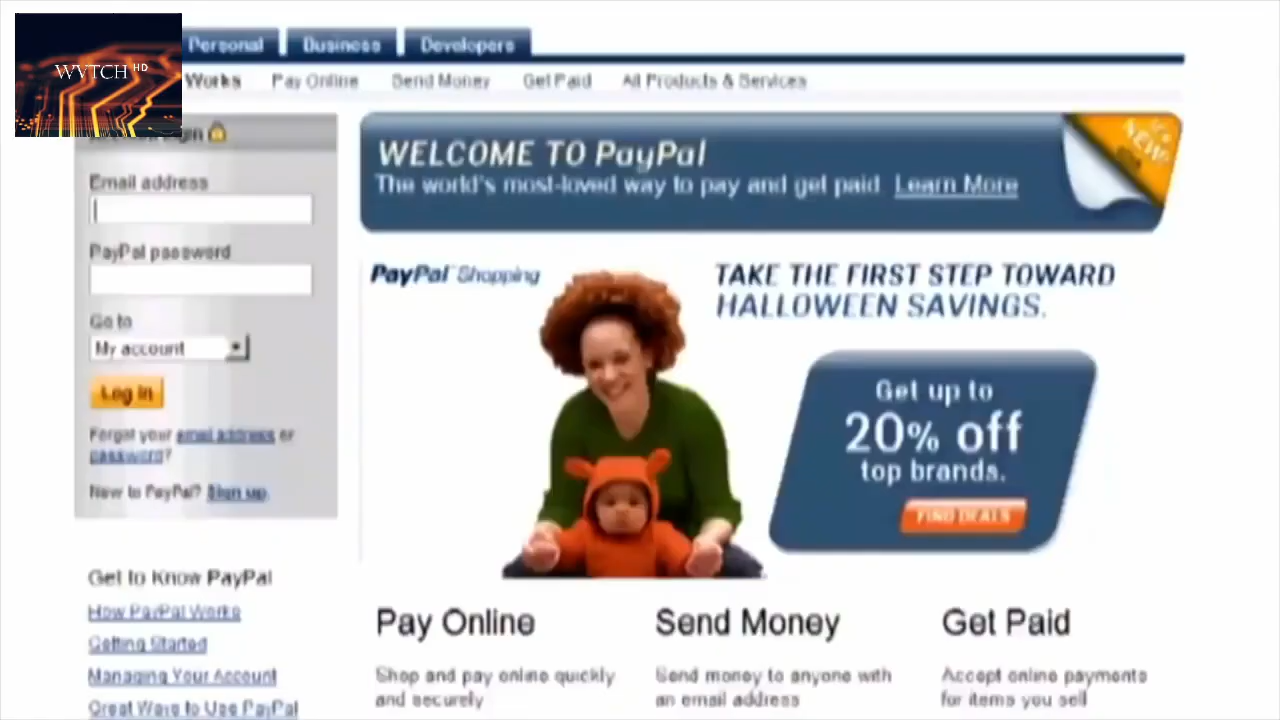 WVTCH HD
Personal
Business
Developers
Works
Pay Online
Send Money
Get Paid
All Products & Services
Email address
PayPal password
Go to
My account
Log In
Forgot your email address or
password?
New to PayPal? Sign up.
Get to Know PayPal
How PayPal Works
Getting Started
Managing Your Account
Great Ways to Use PayPal
WELCOME TO PayPal
The world's most-loved way to pay and get paid Learn More
NEW!
PayPal Shopping
TAKE THE FIRST STEP TOWARD
HALLOWEEN SAVINGS.
Get up to
20% off
top brands.
FIND DEALS
Pay Online
Shop and pay online quickly
and securely
Send Money
Send money to anyone with
an email address
Get Paid
Accept online payments
for items you sell